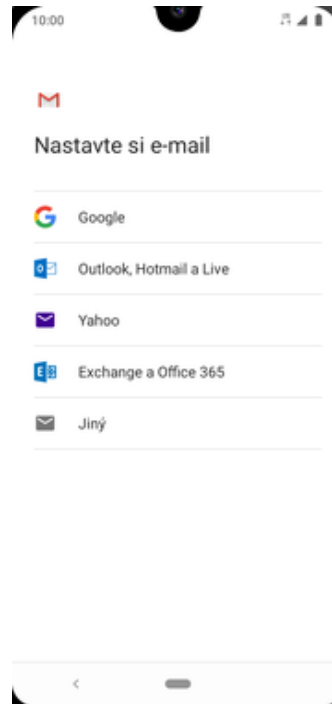 10:00
Nastavte si e-mail
Google
Outlook, Hotmail a Live
Yahoo
Exchange a Office 365
Jiný